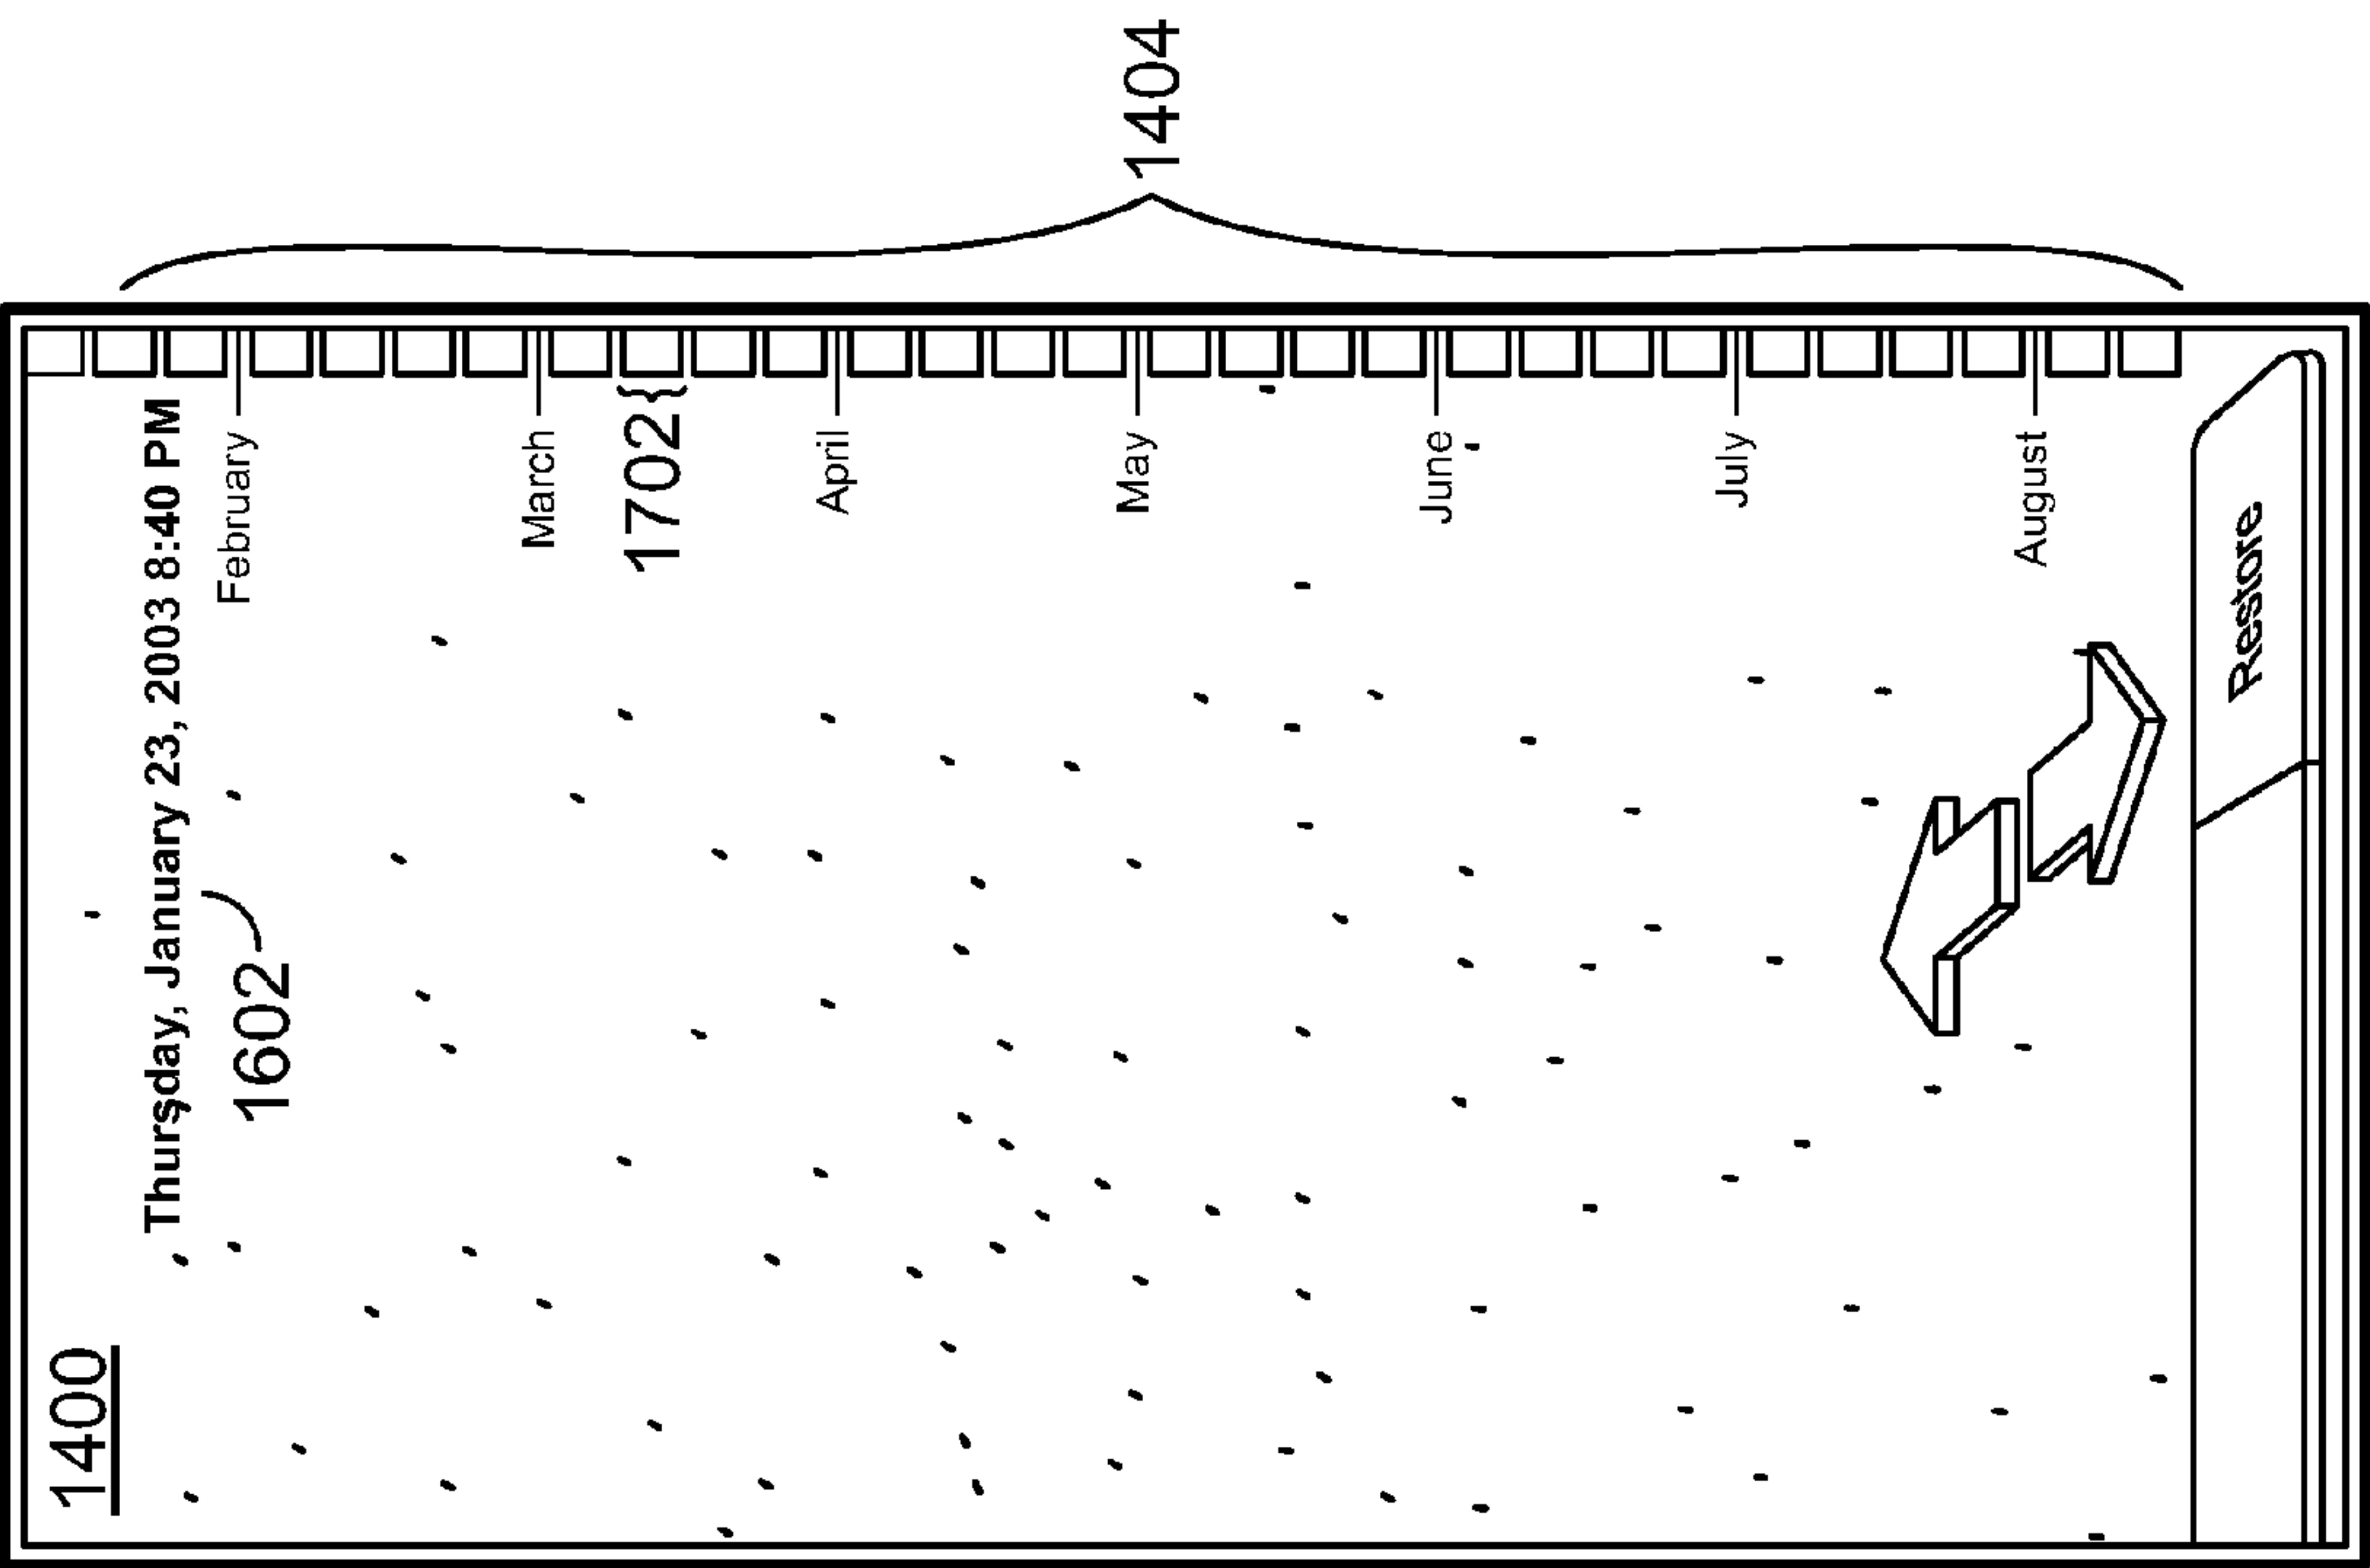 1400
1404
Thursday, January 23, 2003 8:40 PM
1602
February
March
1702
April
May
June
July
August
Restore